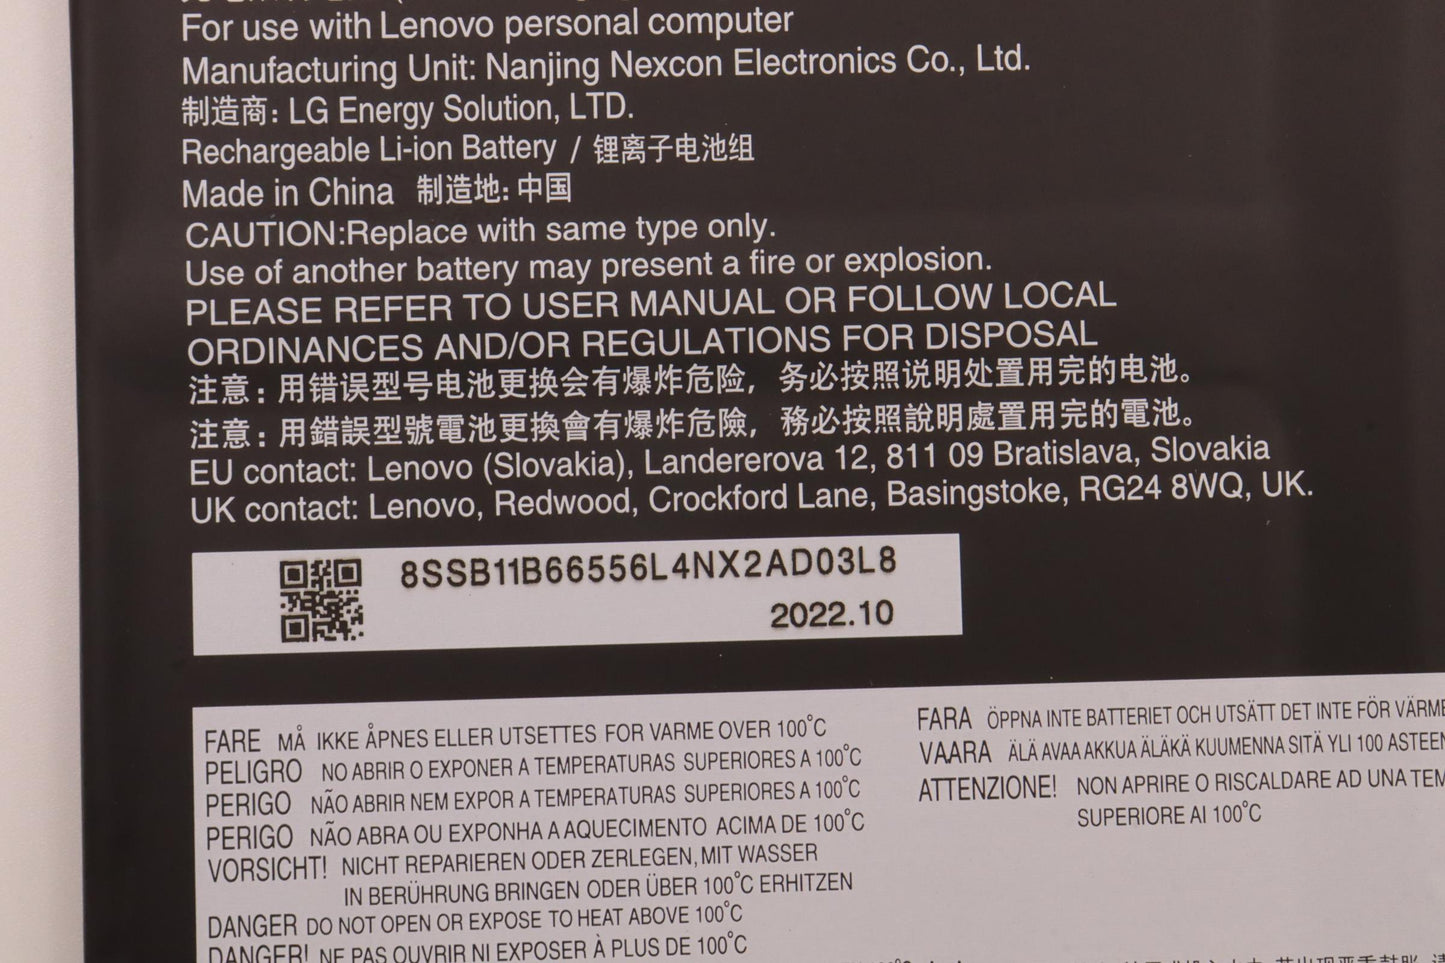 For use with Lenovo personal computer
Manufacturing Unit: Nanjing Nexcon Electronics Co., Ltd.
制造商: LG Energy Solution, LTD.
Rechargeable Li-ion Battery / 锂离子电池组
Made in China 制造地: 中国
CAUTION:Replace with same type only.
Use of another battery may present a fire or explosion.
PLEASE REFER TO USER MANUAL OR FOLLOW LOCAL
ORDINANCES AND/OR REGULATIONS FOR DISPOSAL
注意: 用错误型号电池更换会有爆炸危险, 务必按照说明处置用完的电池。
注意: 用錯誤型號電池更換會有爆炸危險, 務必按照說明處置用完的電池。
EU contact: Lenovo (Slovakia), Landererova 12, 811 09 Bratislava, Slovakia
UK contact: Lenovo, Redwood, Crockford Lane, Basingstoke, RG24 8WQ, UK.
8SSB11B66556L4NX2AD03L8
2022.10
FARE MÅ IKKE ÅPNES ELLER UTSETTES FOR VARME OVER 100°C
PELIGRO NO ABRIR O EXPONER A TEMPERATURAS SUPERIORES A 100°C
PERIGO NÃO ABRIR NEM EXPOR A TEMPERATURAS SUPERIORES A 100°C
PERIGO NÃO ABRA OU EXPONHA A AQUECIMENTO ACIMA DE 100°C
VORSICHT! NICHT REPARIEREN ODER ZERLEGEN, MIT WASSER
IN BERÜHRUNG BRINGEN ODER ÜBER 100°C ERHITZEN
DANGER DO NOT OPEN OR EXPOSE TO HEAT ABOVE 100°C
DANGER! NE PAS OUVRIR NI EXPOSER À PLUS DE 100°C
FARA ÖPPNA INTE BATTERIET OCH UTSÄTT DET INTE FÖR VÄRME
VAARA ÄLÄ AVAA AKKUA ÄLÄKÄ KUUMENNA SITÄ YLI 100 ASTEEN
ATTENZIONE! NON APRIRE O RISCALDARE AD UNA TEM
SUPERIORE AI 100°C